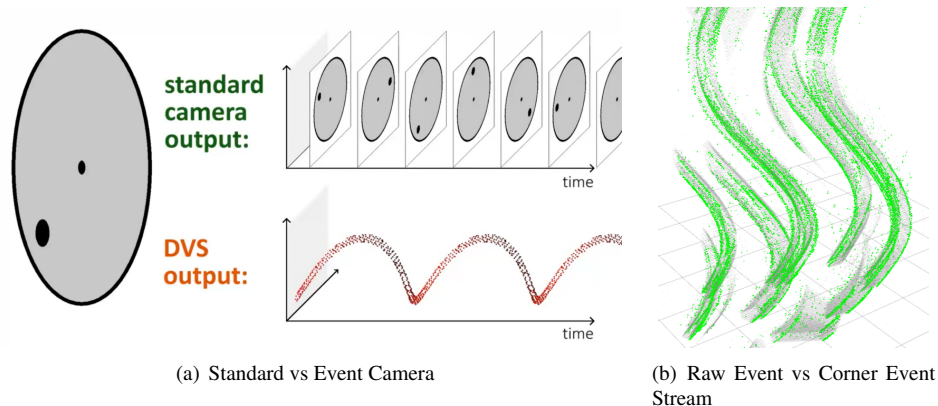 standard
camera
output:
time
DVS
output:
time
(a) Standard vs Event Camera
(b) Raw Event vs Corner Event
Stream